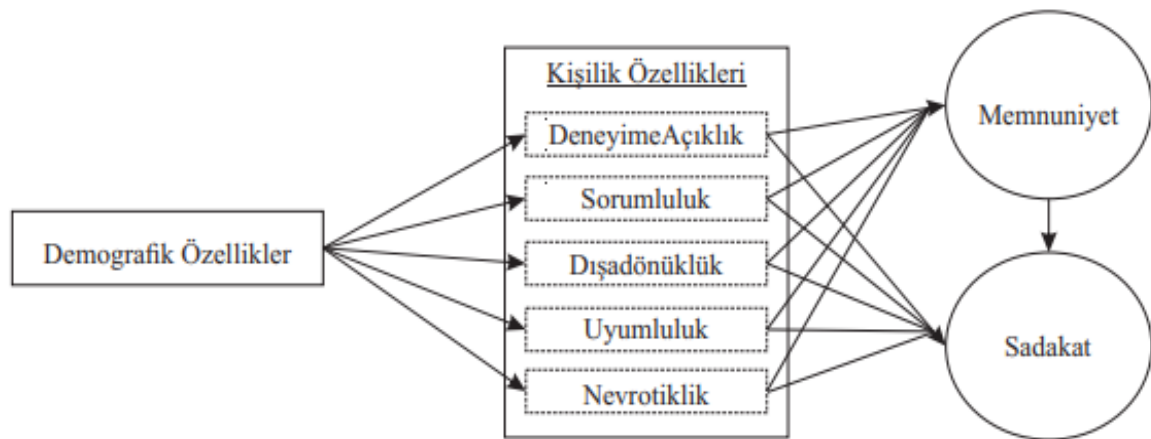 Kişilik Özellikleri
DeneyimeAçıklık
Sorumluluk
Dışadönüklük
Uyumluluk
Nevrotiklik
Demografik Özellikler
Memnuniyet
Sadakat